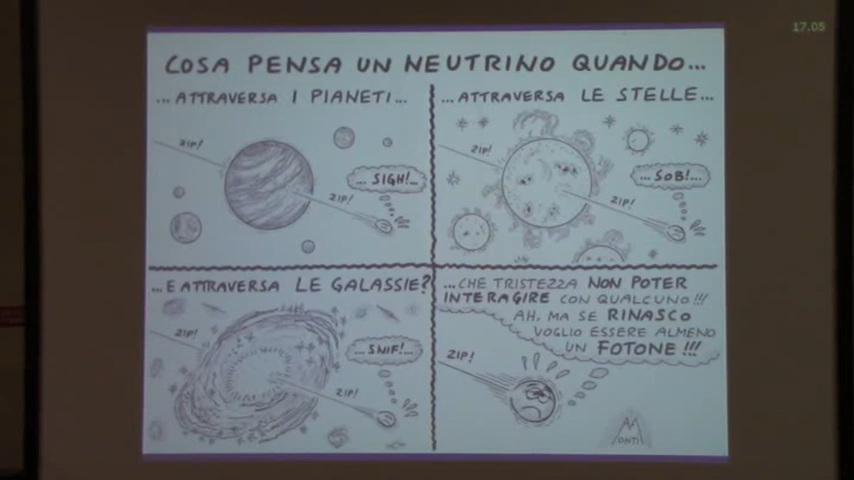 17.05
COSA PENSA UN NEUTRINO QUANDO...
...ATTRAVERSA I PIANETI...
ZIP!
... SIGH!...
ZIP!
...ATTRAVERSA LE STELLE...
ZIP!
... SOB!...
ZIP!
...E ATTRAVERSA LE GALASSIE?
ZIP!
... SNIF!...
ZIP!
...CHE TRISTEZZA NON POTER
INTERAGIRE CON QUALCUNO!!!
AH, MA SE RINASCO
VOGLIO ESSERE ALMENO
UN FOTONE!!!
ZIP!